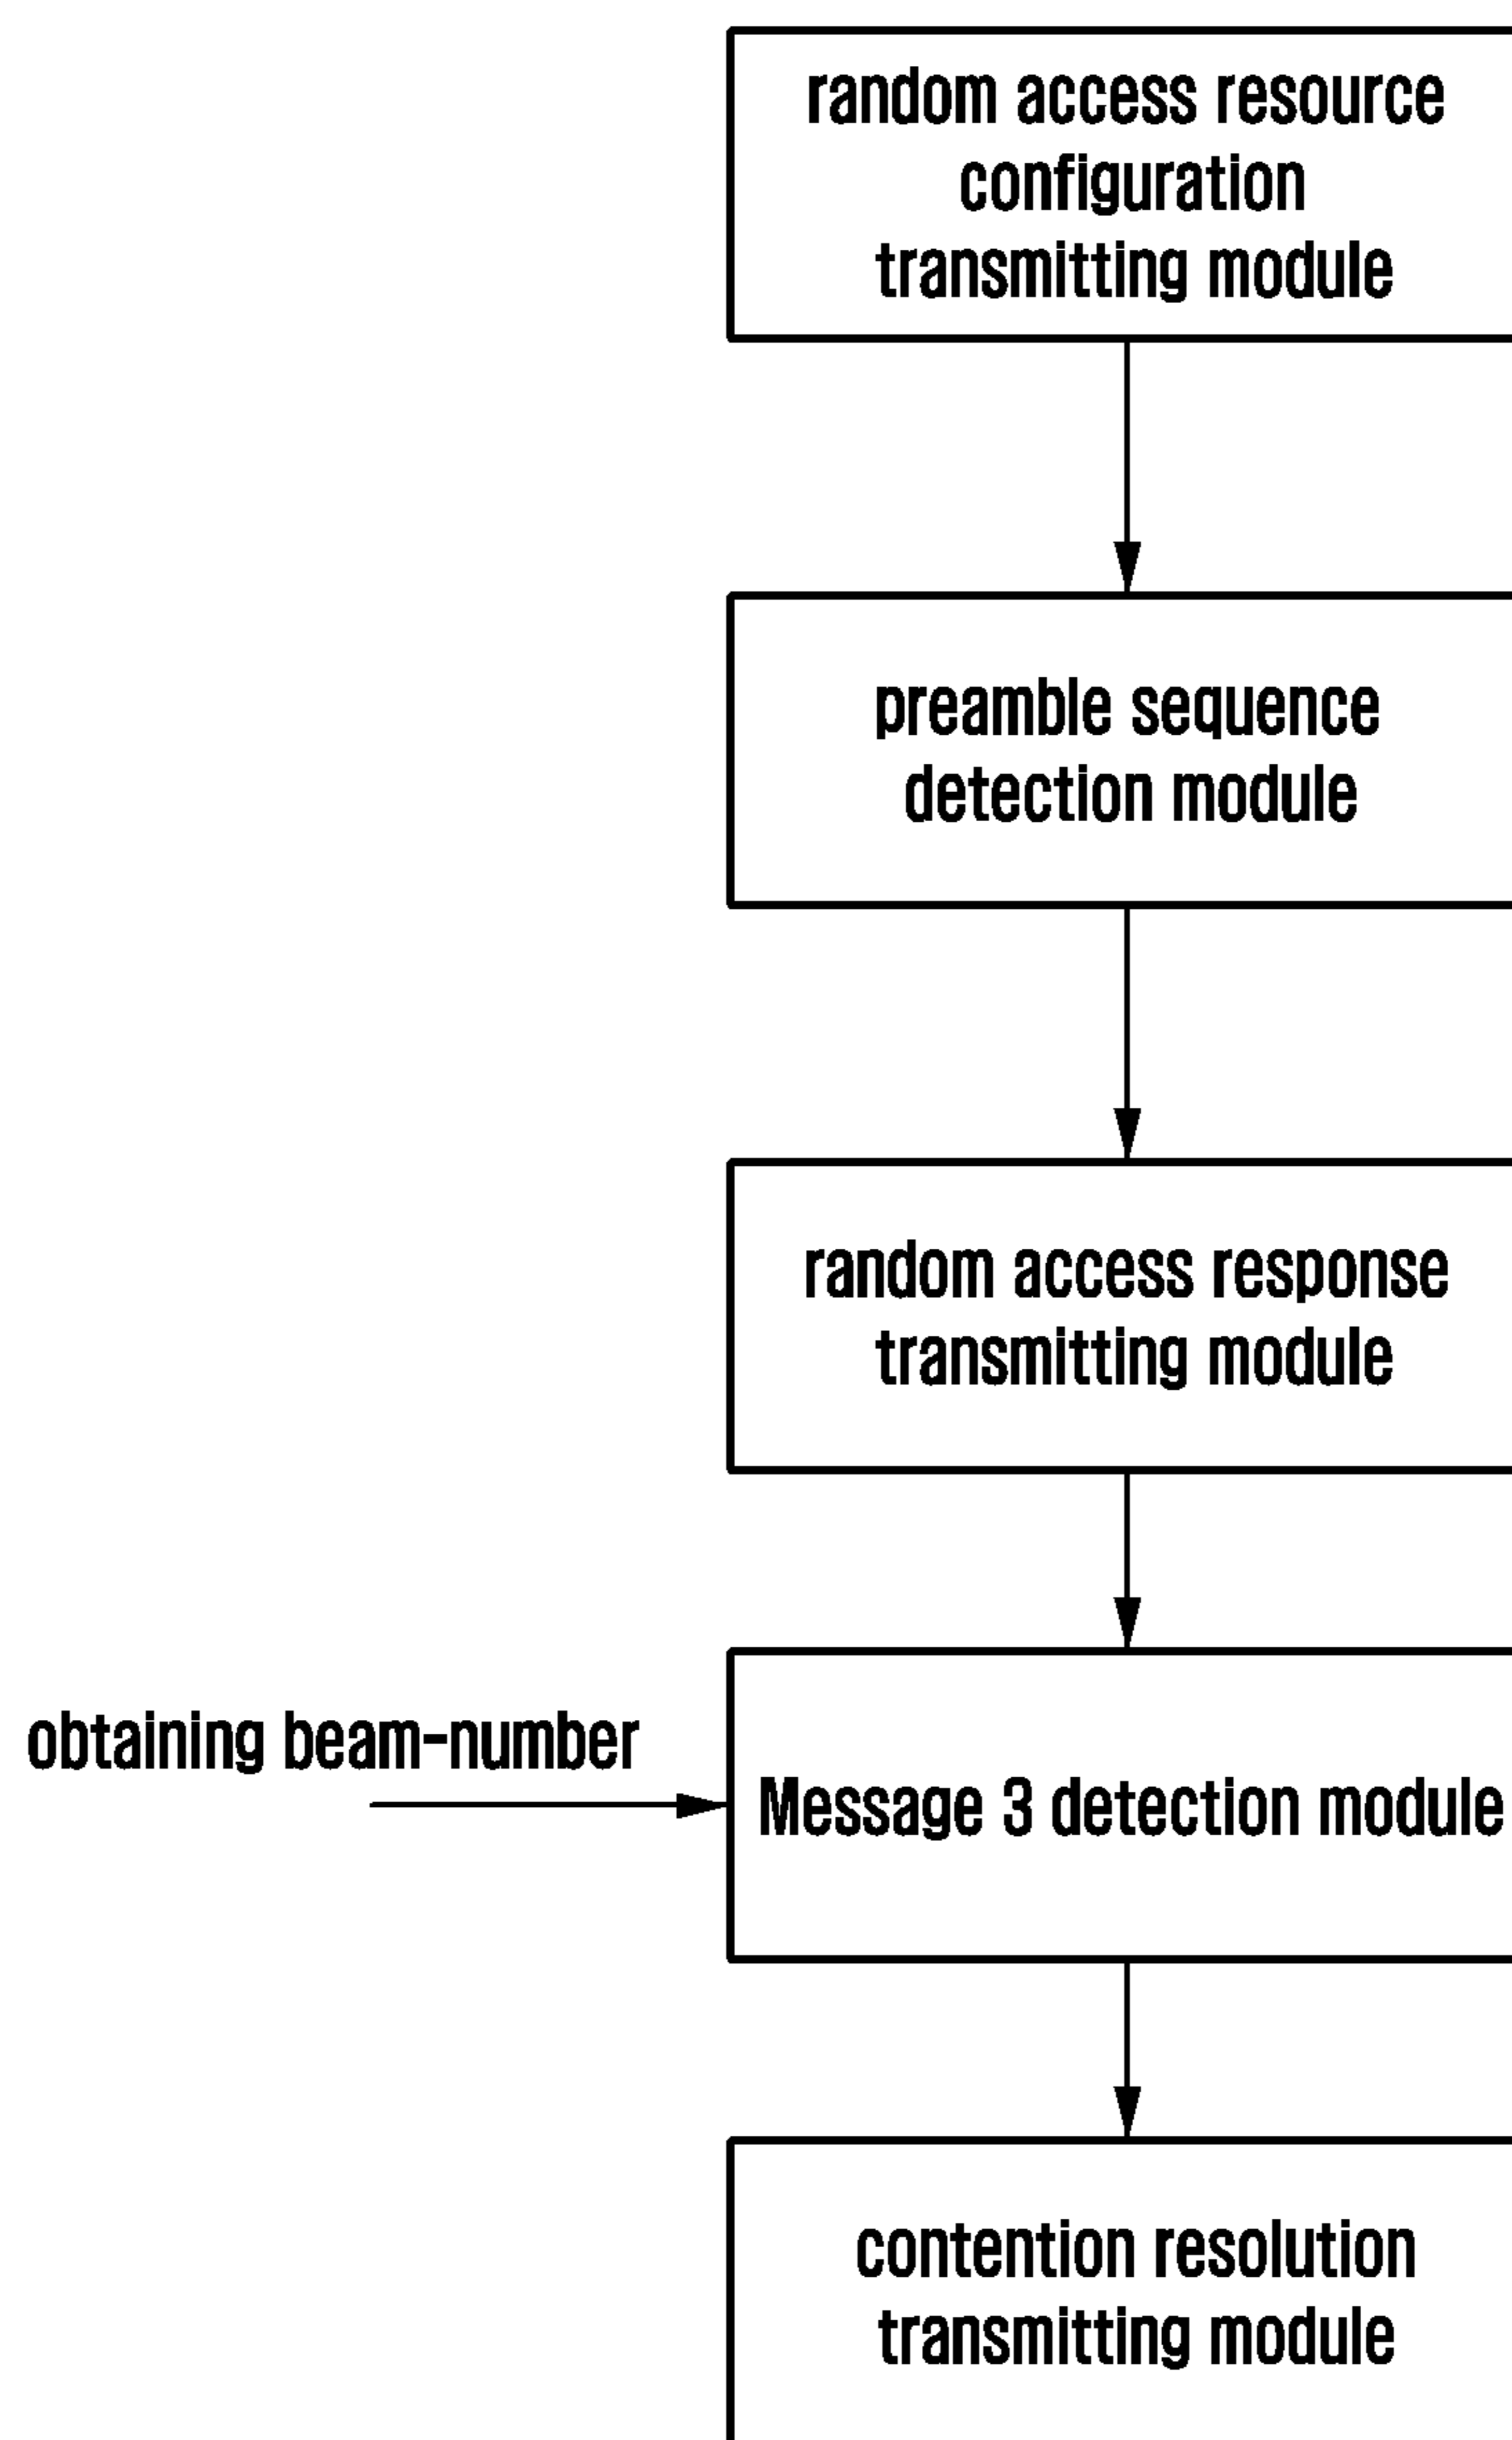 random access resource
configuration
transmitting module
preamble sequence
detection module
random access response
transmitting module
obtaining beam-number
Message 3 detection module
contention resolution
transmitting module